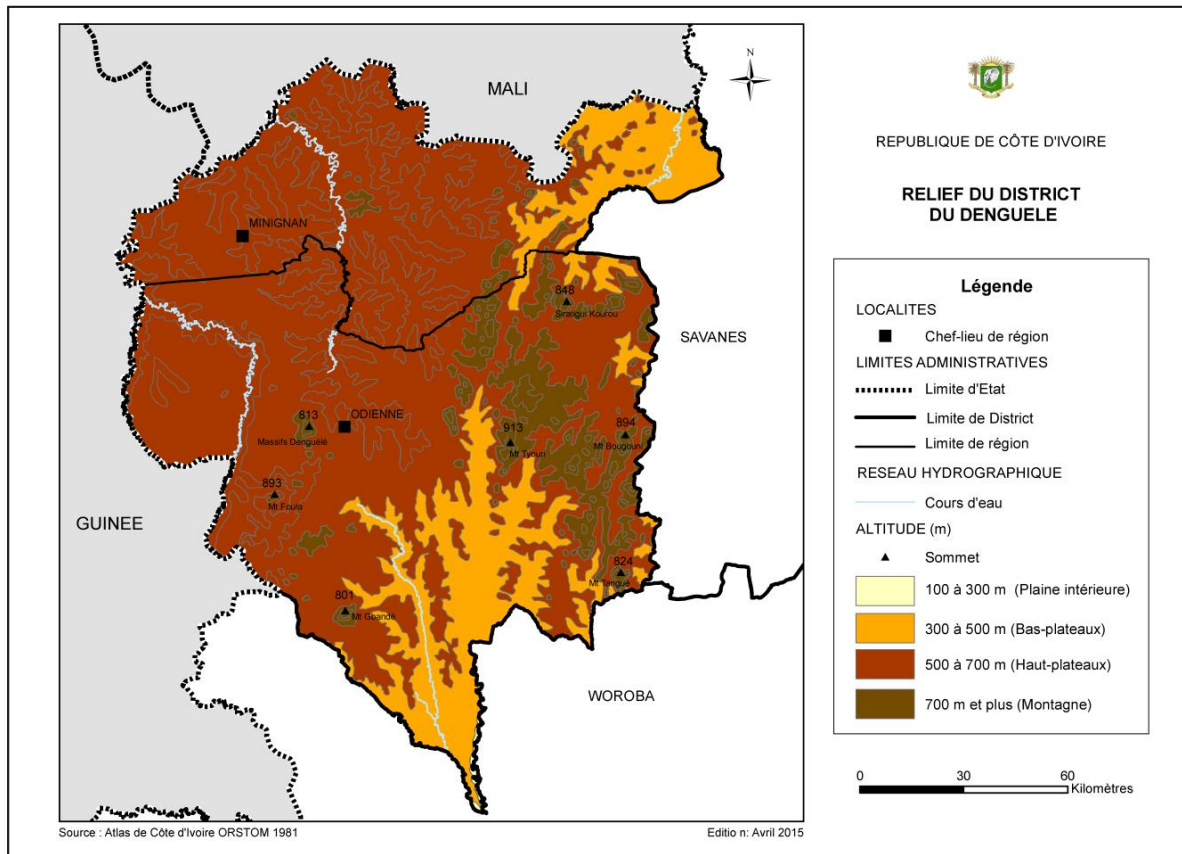 MALI
N
MINIGNAN
848
Siratigui Kourou
SAVANES
813
ODIENNE
Massifs Denguélé
913
Mt Tyouri
894
Mt Bougouni
893
Mt Foula
GUINEE
824
Mt Tangué
801
Mt Gbandé
WOROBA
Source : Atlas de Côte d'Ivoire ORSTOM 1981
Editio n: Avril 2015
REPUBLIQUE DE CÔTE D'IVOIRE
RELIEF DU DISTRICT
DU DENGUELE
Légende
LOCALITES
Chef-lieu de région
LIMITES ADMINISTRATIVES
Limite d'Etat
Limite de District
Limite de région
RESEAU HYDROGRAPHIQUE
Cours d'eau
ALTITUDE (m)
Sommet
100 à 300 m (Plaine intérieure)
300 à 500 m (Bas-plateaux)
500 à 700 m (Haut-plateaux)
700 m et plus (Montagne)
0 30 60
Kilomètres